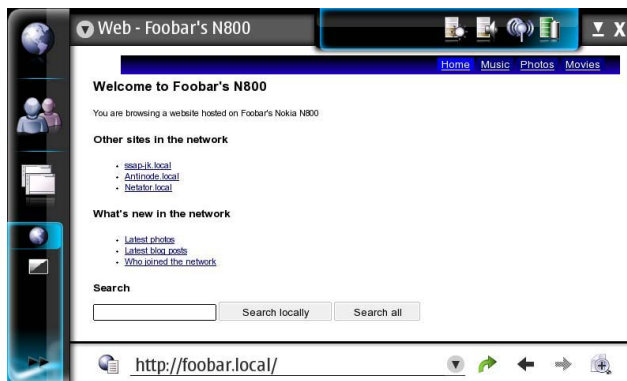 Web - Foobar's N800
X
Home Music Photos Movies
Welcome to Foobar's N800
You are browsing a website hosted on Foobar's Nokia N800
Other sites in the network
ssap-jk.local
Antinode.local
Netator.local
What's new in the network
Latest photos
Latest blog posts
Who joined the network
Search
Search locally Search all
http://foobar.local/